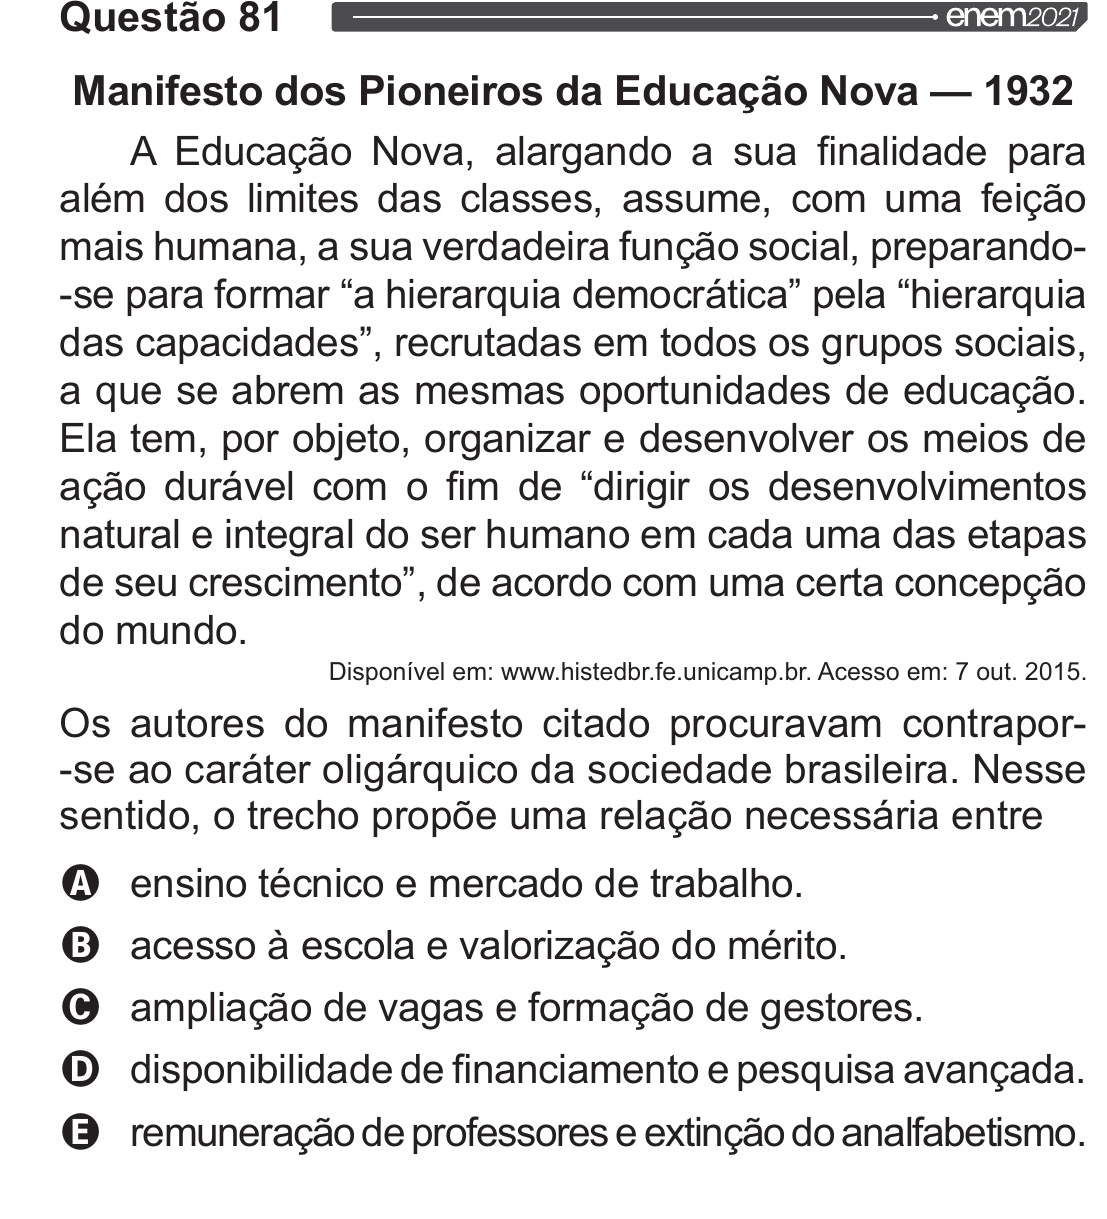 Questão 81
enem2021
Manifesto dos Pioneiros da Educação Nova — 1932
A Educação Nova, alargando a sua finalidade para
além dos limites das classes, assume, com uma feição
mais humana, a sua verdadeira função social, preparando-
-se para formar “a hierarquia democrática” pela “hierarquia
das capacidades”, recrutadas em todos os grupos sociais,
a que se abrem as mesmas oportunidades de educação.
Ela tem, por objeto, organizar e desenvolver os meios de
ação durável com o fim de “dirigir os desenvolvimentos
natural e integral do ser humano em cada uma das etapas
de seu crescimento”, de acordo com uma certa concepção
do mundo.
Disponível em: www.histedbr.fe.unicamp.br. Acesso em: 7 out. 2015.
Os autores do manifesto citado procuravam contrapor-
-se ao caráter oligárquico da sociedade brasileira. Nesse
sentido, o trecho propõe uma relação necessária entre
A ensino técnico e mercado de trabalho.
B acesso à escola e valorização do mérito.
C ampliação de vagas e formação de gestores.
D disponibilidade de financiamento e pesquisa avançada.
E remuneração de professores e extinção do analfabetismo.